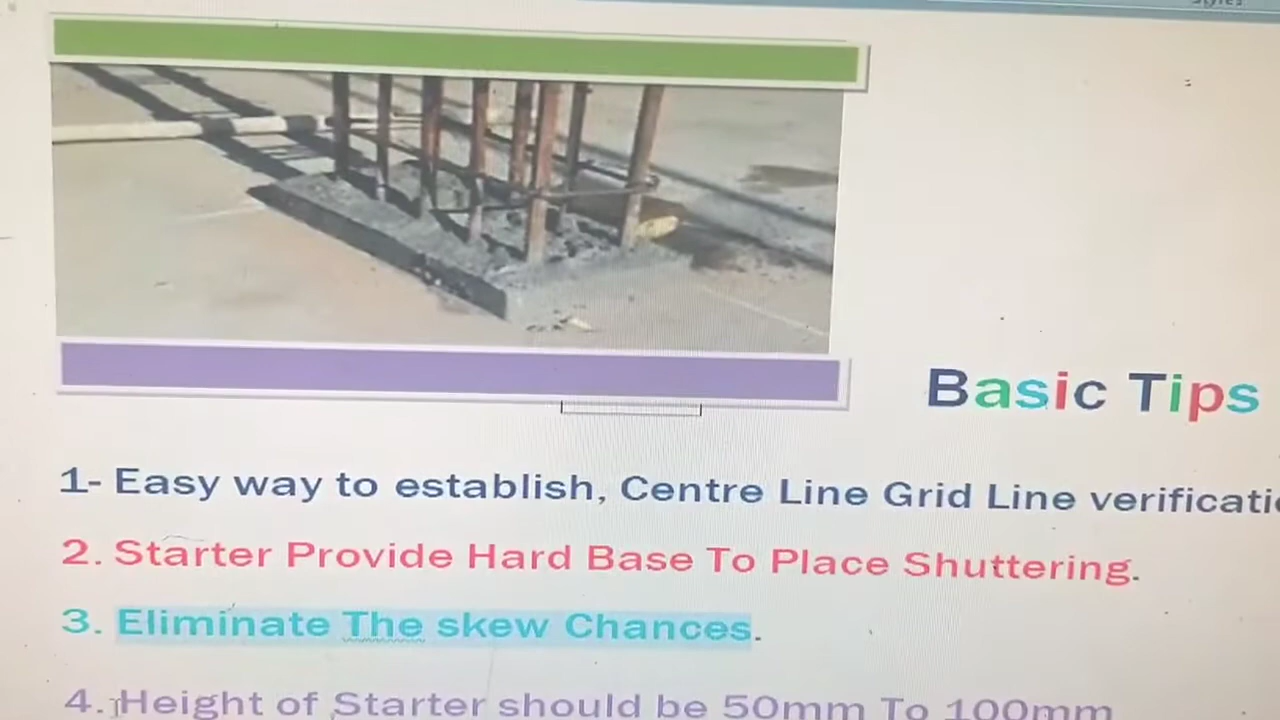 Styles
Basic Tips
1- Easy way to establish, Centre Line Grid Line
2. Starter Provide Hard Base To Place Shuttering.
3. Eliminate The skew Chances.
4. Height of Starter should be 50mm To 100mm